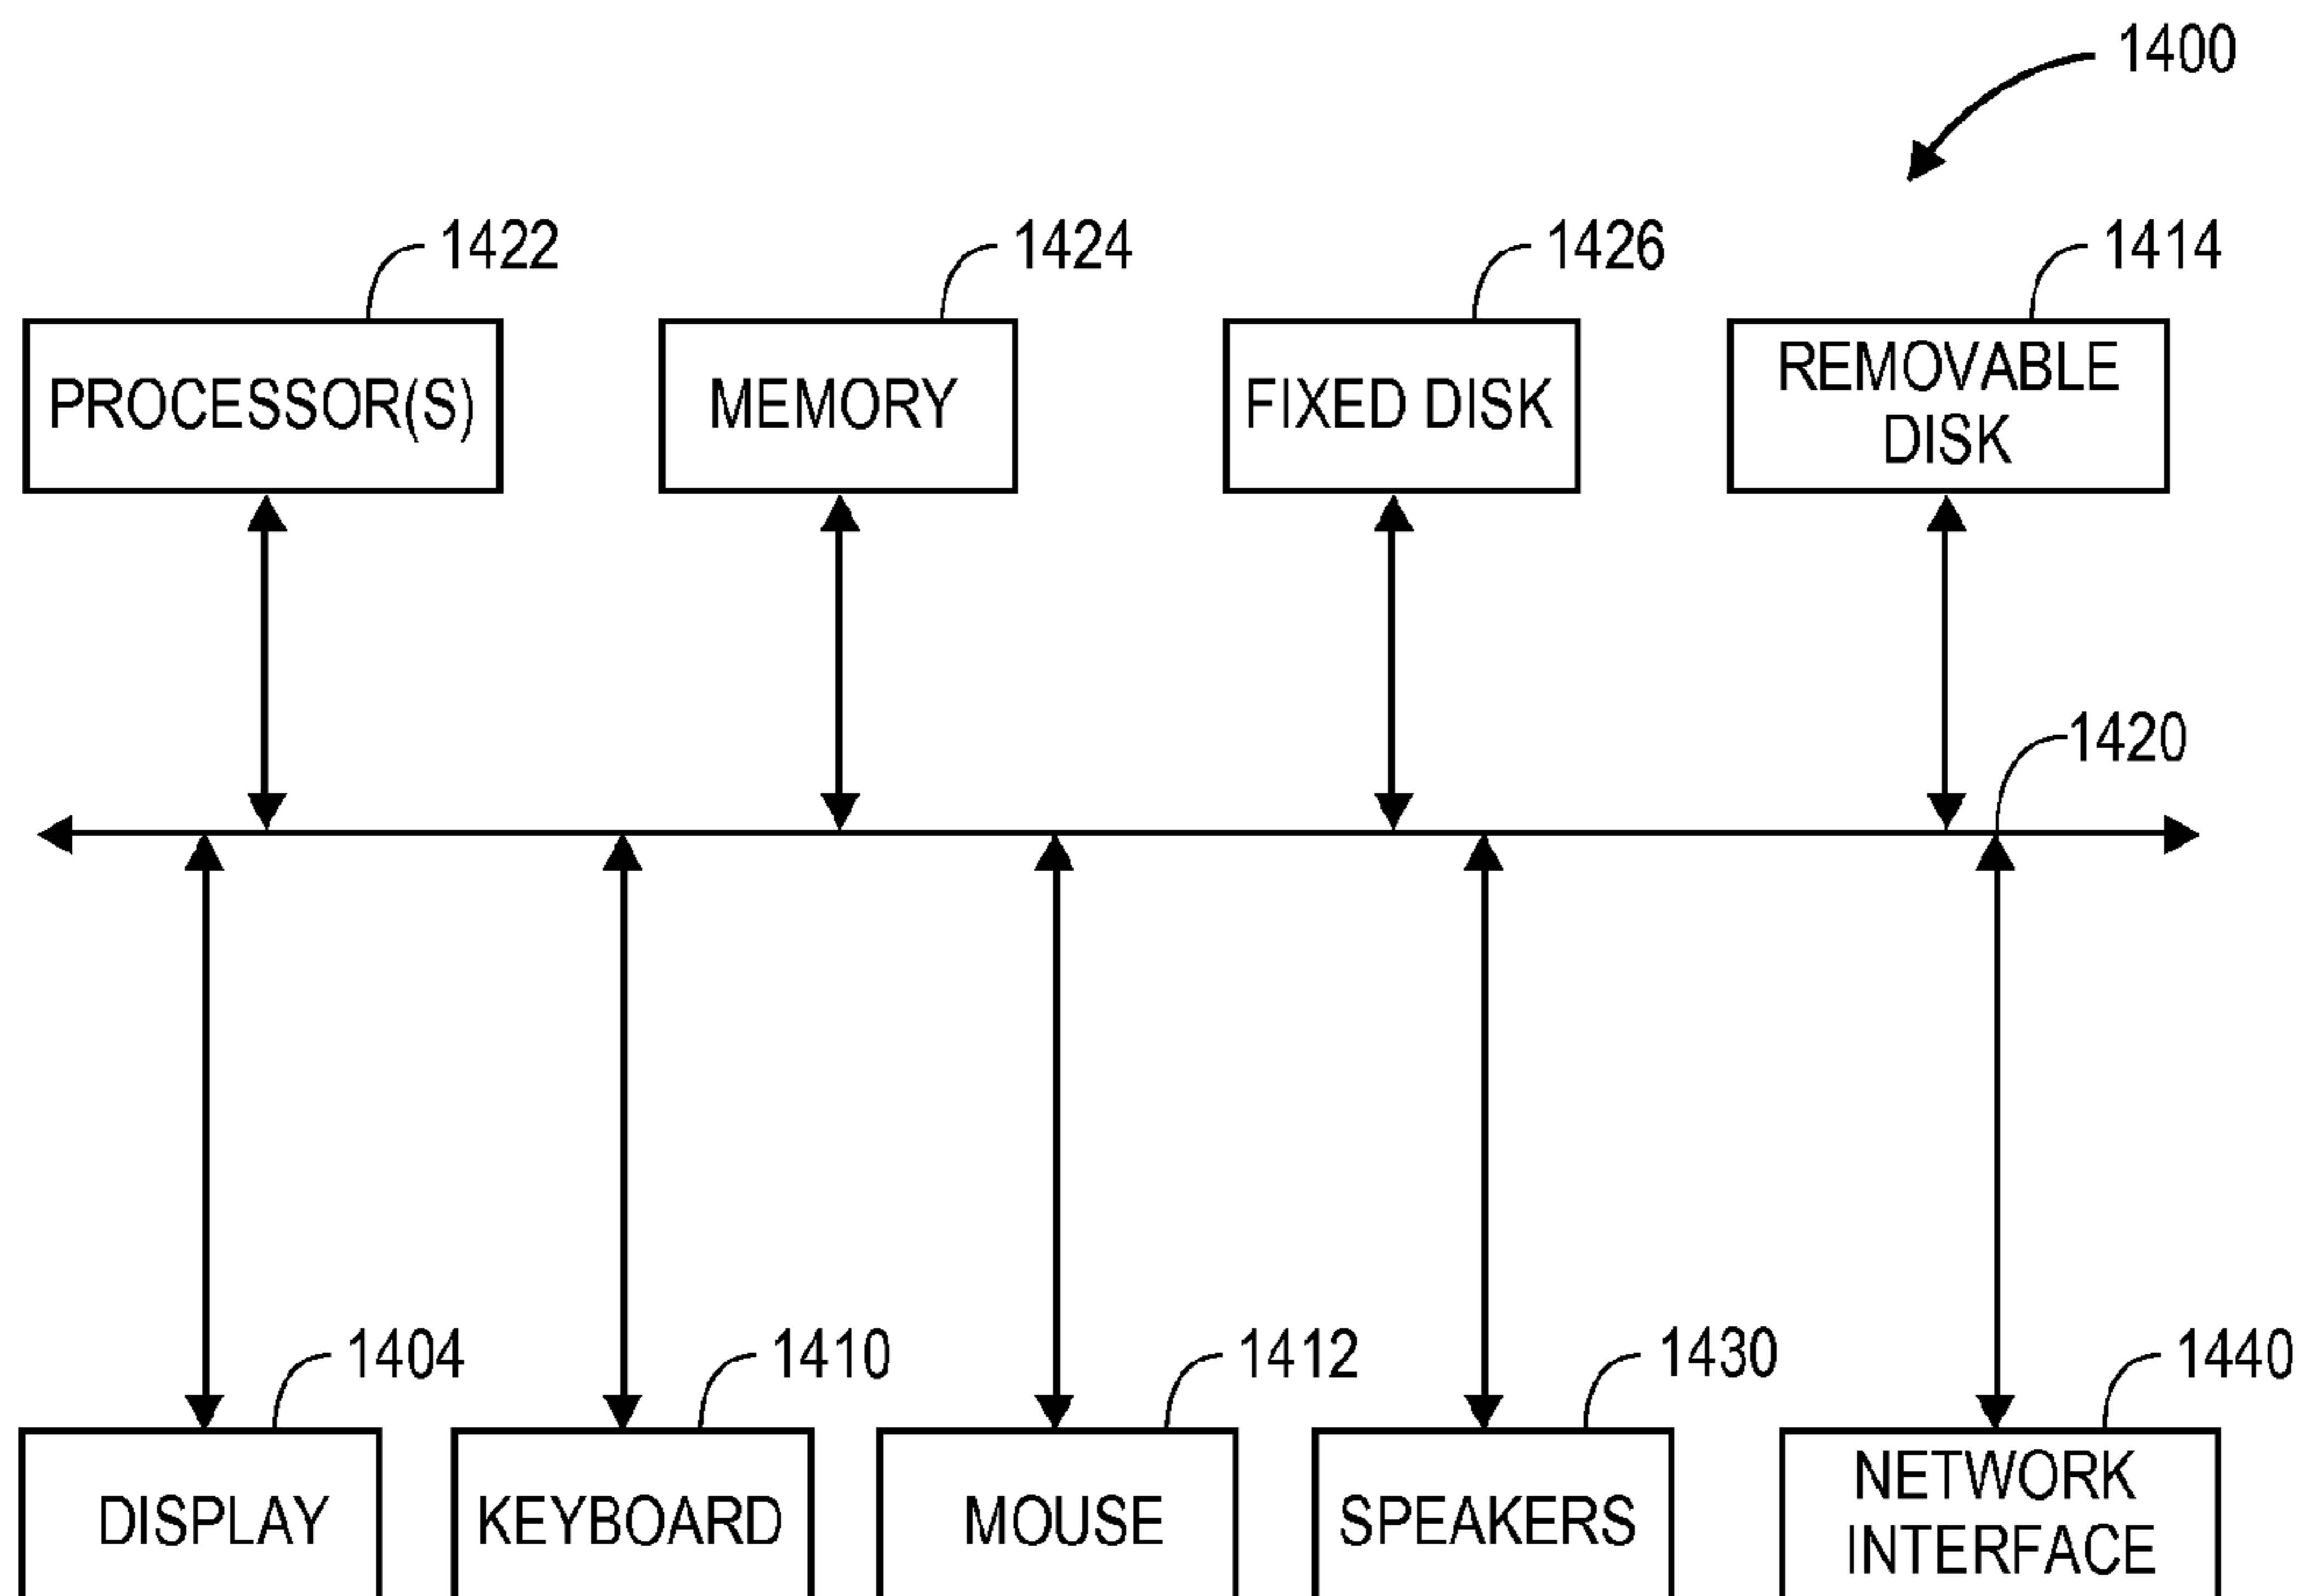 1400
1422
1424
1426
1414
PROCESSOR(S)
MEMORY
FIXED DISK
REMOVABLE
DISK
1420
1404
1410
1412
1430
1440
DISPLAY
KEYBOARD
MOUSE
SPEAKERS
NETWORK
INTERFACE